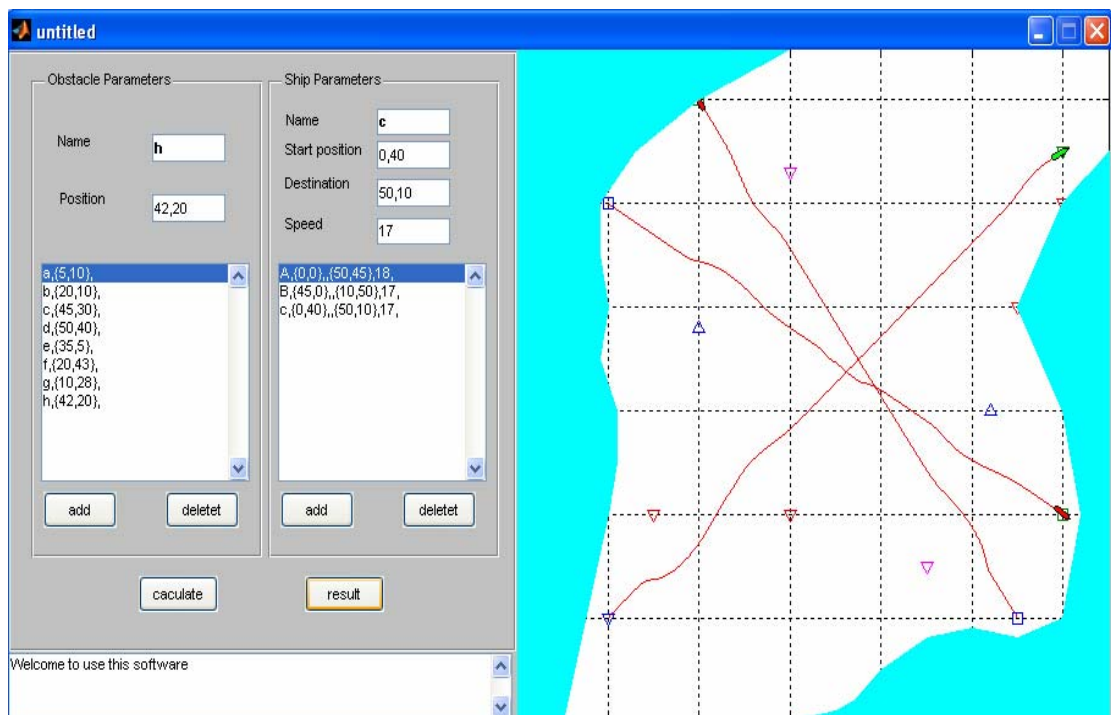 untitled
Obstacle Parameters
Name
h
Position
42,20
a,{5,10},
b,{20,10},
c,{45,30},
d,{50,40},
e,{35,5},
f,{20,43},
g,{10,28},
h,{42,20},
add
deletet
Ship Parameters
Name
c
Start position
0,40
Destination
50,10
Speed
17
A,{0,0},,{50,45},18,
B,{45,0},,{10,50},17,
c,{0,40},,{50,10},17,
add
deletet
caculate
result
Welcome to use this software